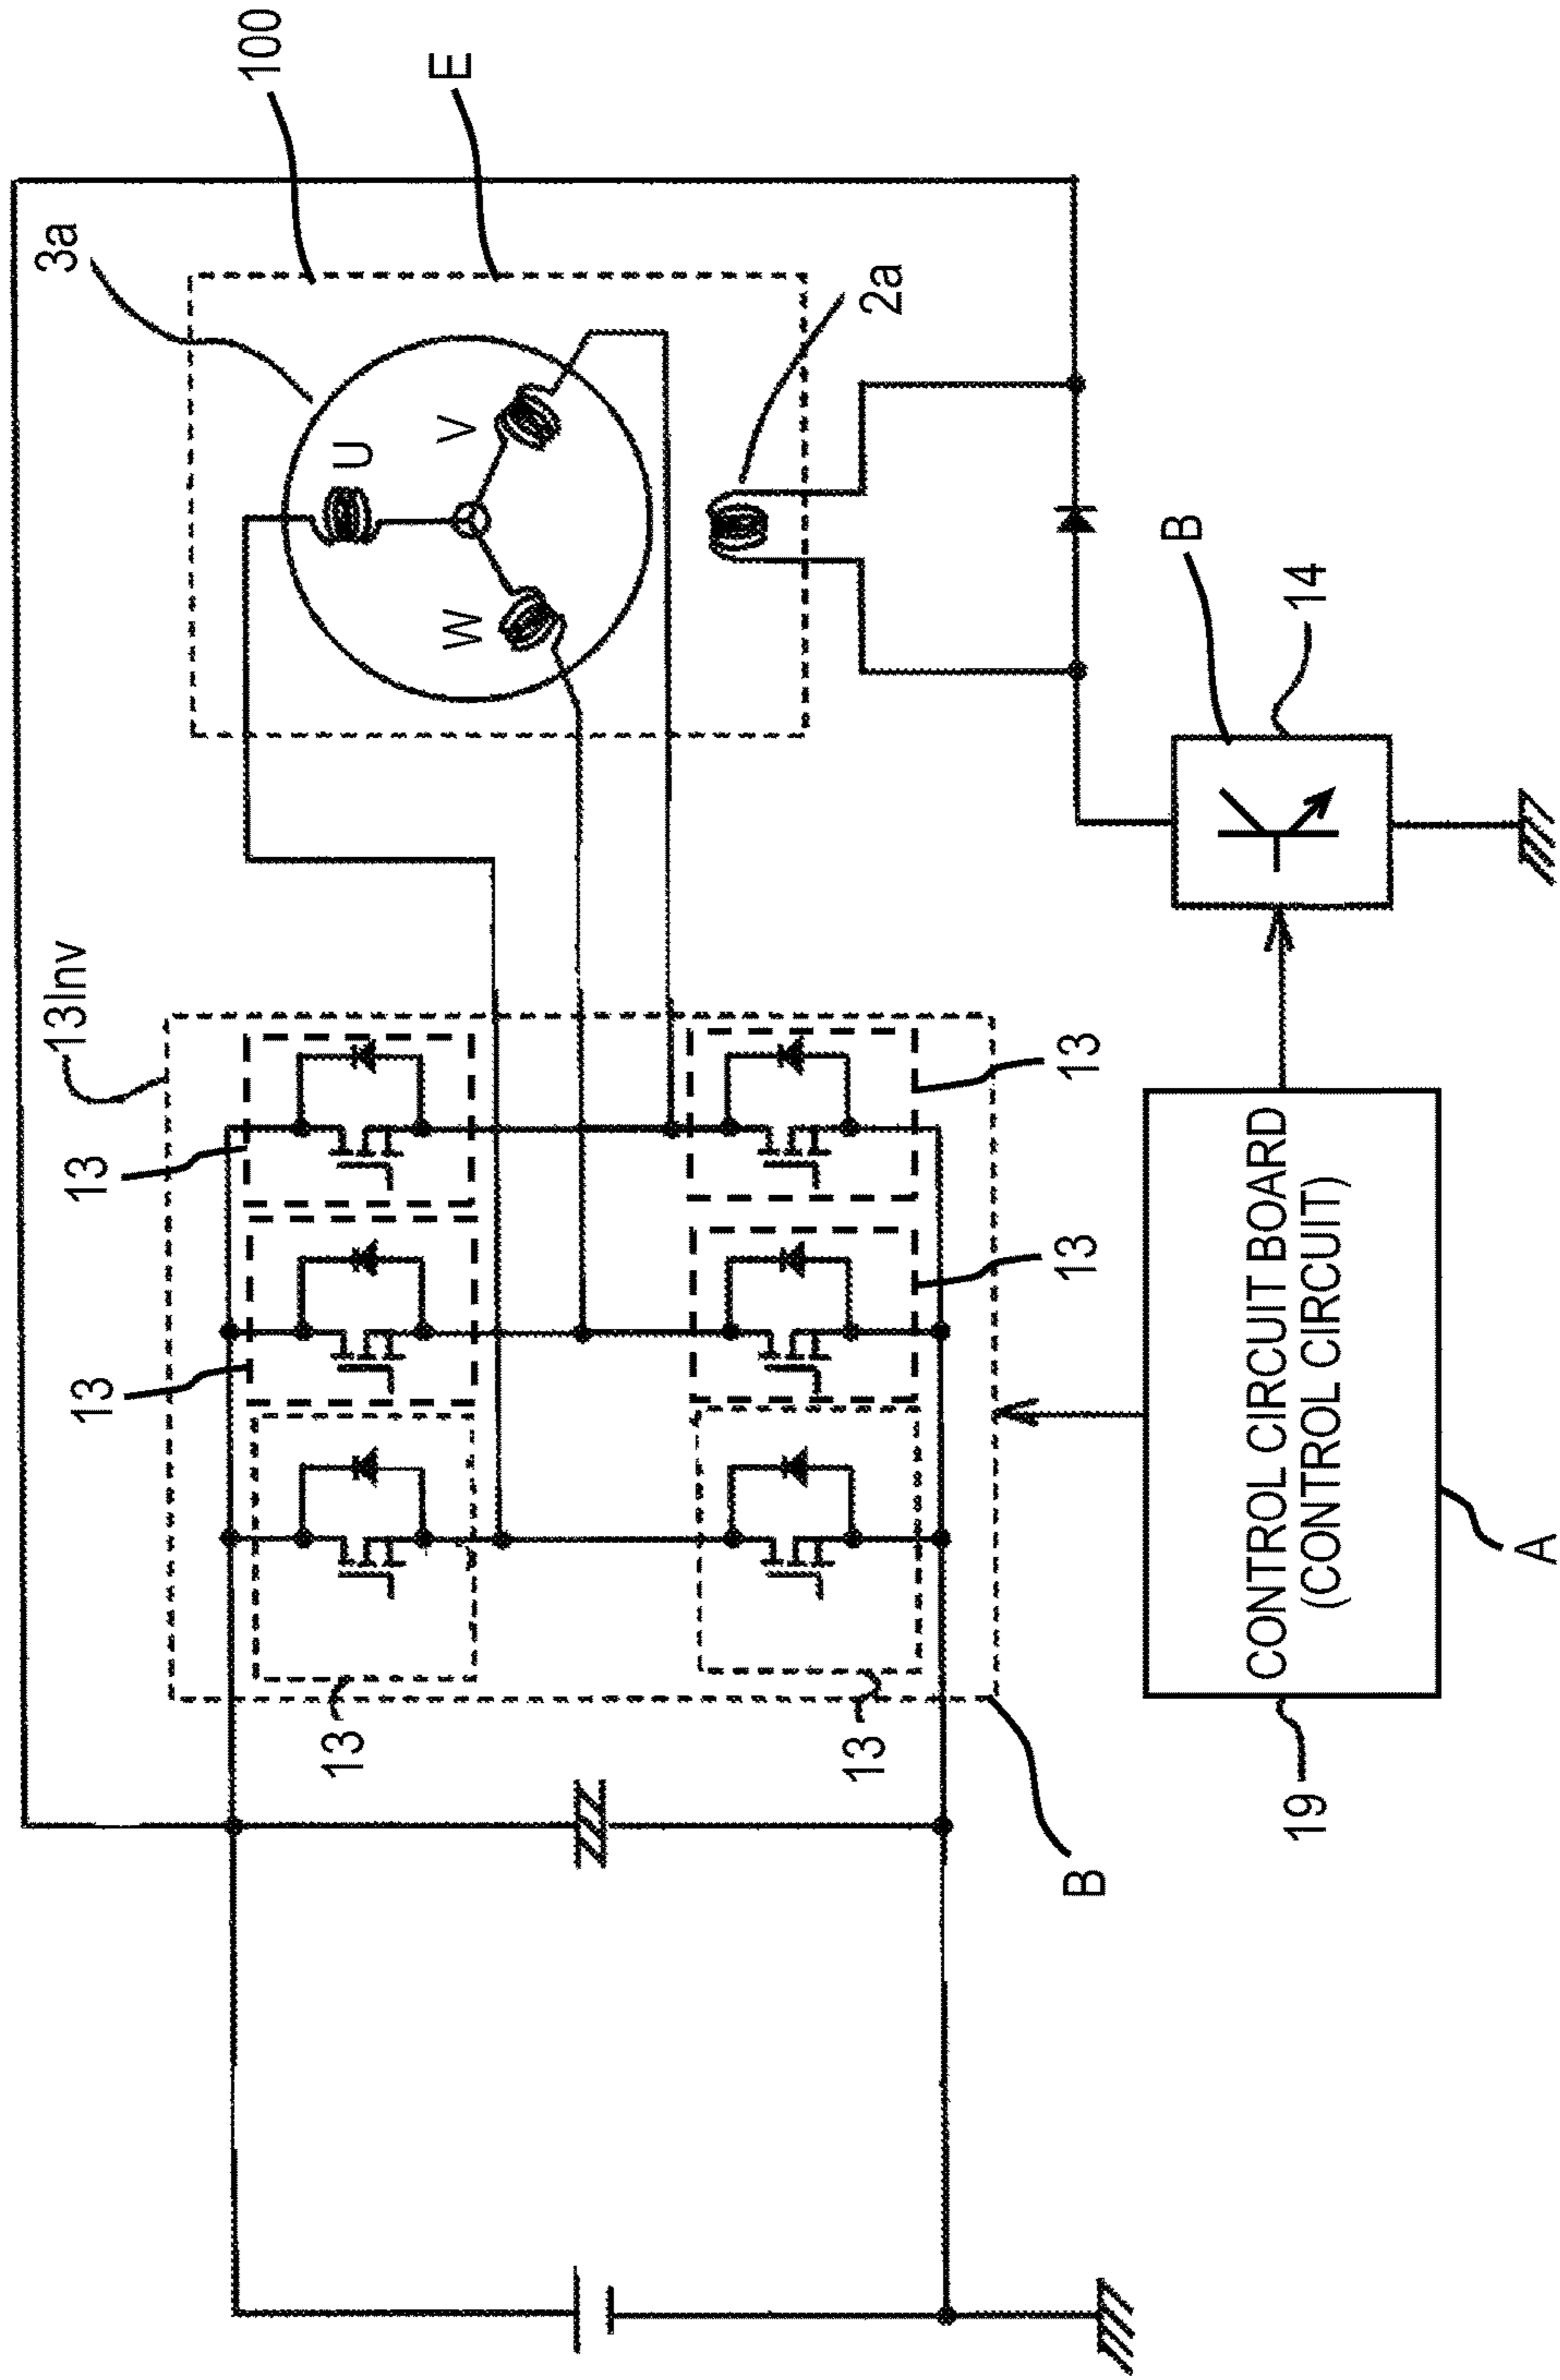 100
E
3a
U
V
W
2a
B
14
13Inv
13
13
13
13
13
13
B
CONTROL CIRCUIT BOARD
(CONTROL CIRCUIT)
19
A